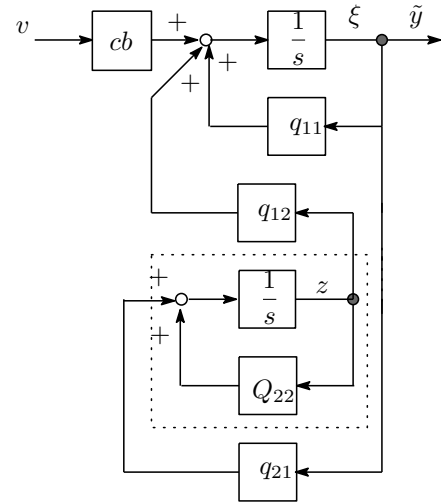 v
cb
+
+
+
1
s
ξ
ỹ
q₁₁
q₁₂
+
+
1
s
z
Q₂₂
q₂₁